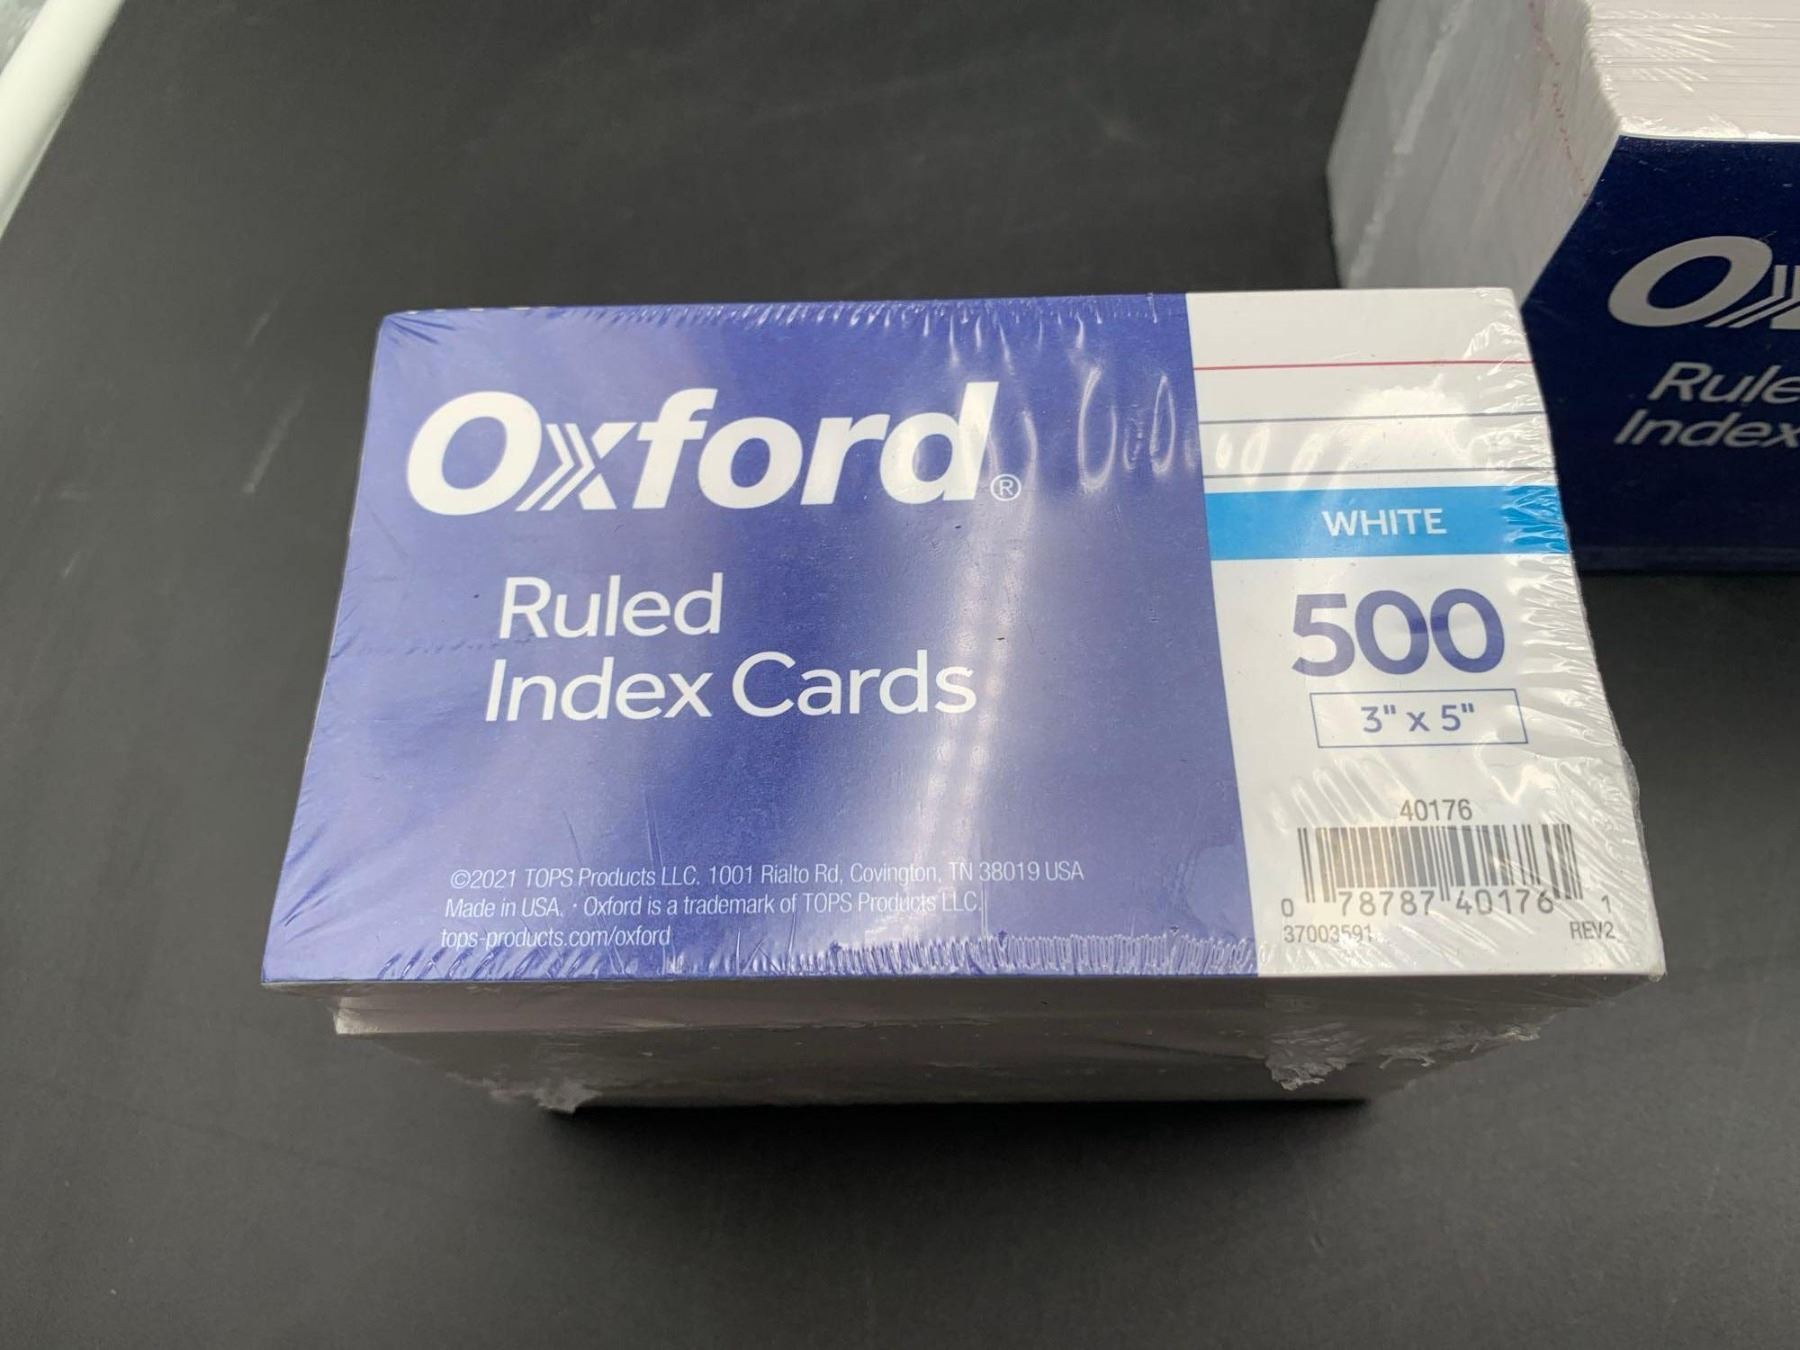 Oxford®
Ruled
Index Cards
©2021 TOPS Products LLC. 1001 Rialto Rd, Covington, TN 38019 USA
Made in USA. · Oxford is a trademark of TOPS Products LLC.
tops-products.com/oxford
WHITE
500
3" x 5"
40176
0 78787 40176 1
37003591 REV2
Ox
Rule
Index